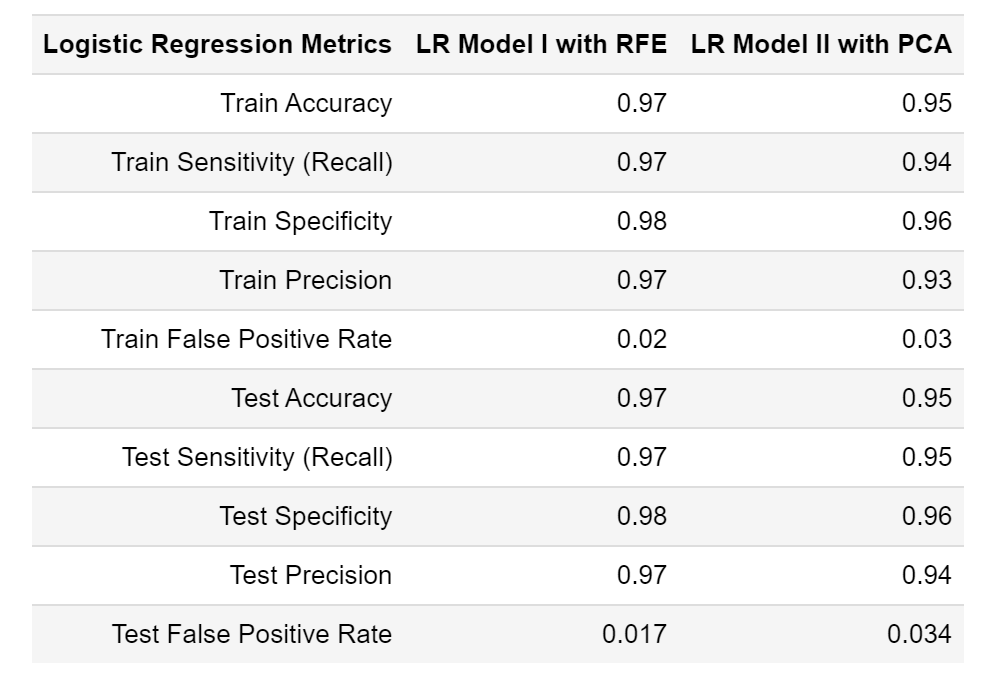 Logistic Regression Metrics LR Model I with RFE LR Model II with PCA
Train Accuracy 0.97 0.95
Train Sensitivity (Recall) 0.97 0.94
Train Specificity 0.98 0.96
Train Precision 0.97 0.93
Train False Positive Rate 0.02 0.03
Test Accuracy 0.97 0.95
Test Sensitivity (Recall) 0.97 0.95
Test Specificity 0.98 0.96
Test Precision 0.97 0.94
Test False Positive Rate 0.017 0.034